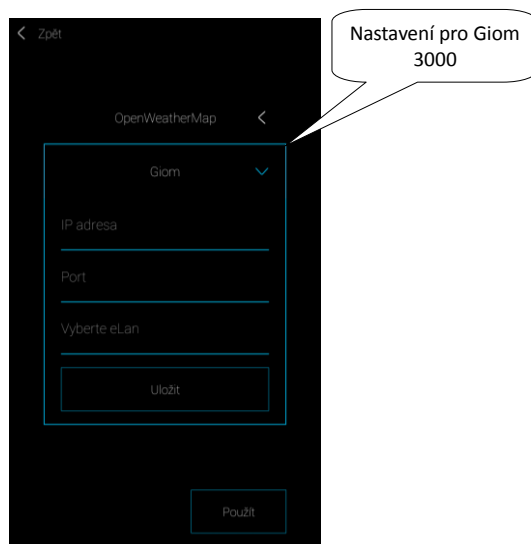 Nastavení pro Giom
3000
Zpět
OpenWeatherMap
Giom
IP adresa
Port
Vyberte eLan
Uložit
Použít